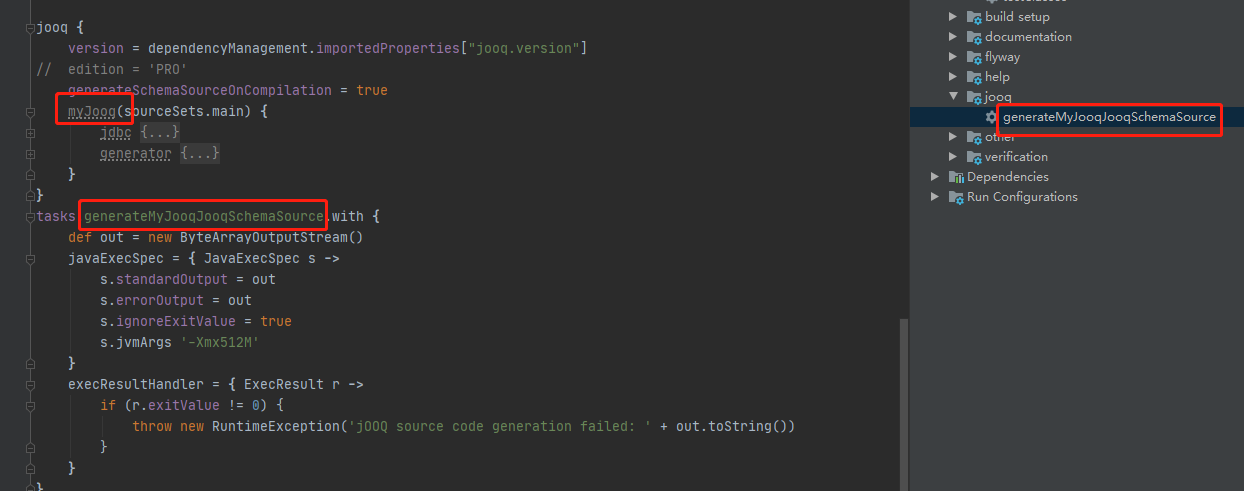 jooq {
version = dependencyManagement.importedProperties["jooq.version"]
// edition = 'PRO'
generateSchemaSourceOnCompilation = true
myJooq(sourceSets.main) {
jdbc {...}
generator {...}
}
}
tasks.generateMyJooqJooqSchemaSource.with {
def out = new ByteArrayOutputStream()
javaExecSpec = { JavaExecSpec s ->
s.standardOutput = out
s.errorOutput = out
s.ignoreExitValue = true
s.jvmArgs '-Xmx512M'
}
execResultHandler = { ExecResult r ->
if (r.exitValue != 0) {
throw new RuntimeException('jOOQ source code generation failed: ' + out.toString())
}
}
}
build setup
documentation
flyway
help
jooq
generateMyJooqJooqSchemaSource
other
verification
Dependencies
Run Configurations